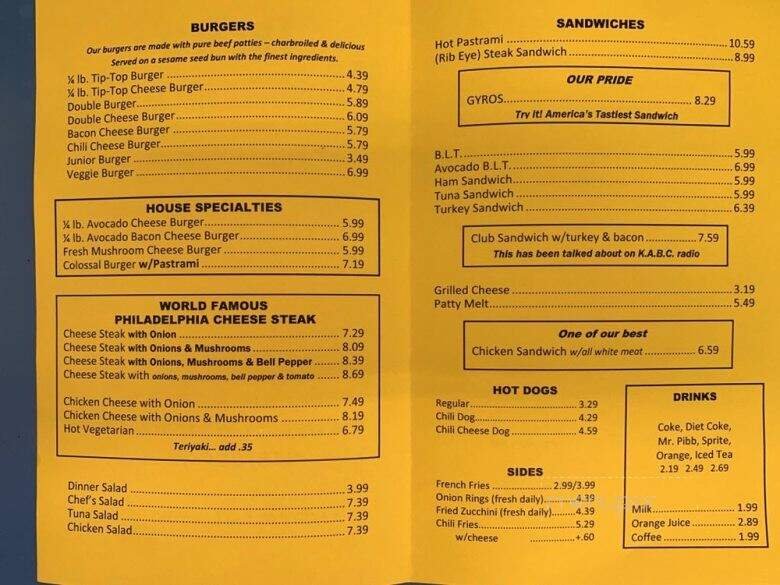 BURGERS
Our burgers are made with pure beef patties – charbroiled & delicious
Served on a sesame seed bun with the finest ingredients.
¼ lb. Tip-Top Burger 4.39
¼ lb. Tip-Top Cheese Burger 4.79
Double Burger 5.89
Double Cheese Burger 6.09
Bacon Cheese Burger 5.79
Chili Cheese Burger 5.79
Junior Burger 3.49
Veggie Burger 6.99
HOUSE SPECIALTIES
¼ lb. Avocado Cheese Burger 5.99
¼ lb. Avocado Bacon Cheese Burger 6.99
Fresh Mushroom Cheese Burger 5.99
Colossal Burger w/Pastrami 7.19
WORLD FAMOUS
PHILADELPHIA CHEESE STEAK
Cheese Steak with Onion 7.29
Cheese Steak with Onions & Mushrooms 8.09
Cheese Steak with Onions, Mushrooms & Bell Pepper 8.39
Cheese Steak with onions, mushrooms, bell pepper & tomato 8.69
Chicken Cheese with Onion 7.49
Chicken Cheese with Onions & Mushrooms 8.19
Hot Vegetarian 6.79
Teriyaki... add .35
Dinner Salad 3.99
Chef's Salad 7.39
Tuna Salad 7.39
Chicken Salad 7.39
SANDWICHES
Hot Pastrami 10.59
(Rib Eye) Steak Sandwich 8.99
OUR PRIDE
GYROS 8.29
Try It! America's Tastiest Sandwich
B.L.T. 5.99
Avocado B.L.T. 6.99
Ham Sandwich 5.99
Tuna Sandwich 5.99
Turkey Sandwich 6.39
Club Sandwich w/turkey & bacon 7.59
This has been talked about on K.A.B.C. radio
Grilled Cheese 3.19
Patty Melt 5.49
One of our best
Chicken Sandwich w/all white meat 6.59
HOT DOGS
Regular 3.29
Chili Dog 4.29
Chili Cheese Dog 4.59
SIDES
French Fries 2.99/3.99
Onion Rings (fresh daily) 4.39
Fried Zucchini (fresh daily) 4.39
Chili Fries 5.29
w/cheese +.60
DRINKS
Coke, Diet Coke,
Mr. Pibb, Sprite,
Orange, Iced Tea
2.19 2.49 2.69
Milk 1.99
Orange Juice 2.89
Coffee 1.99